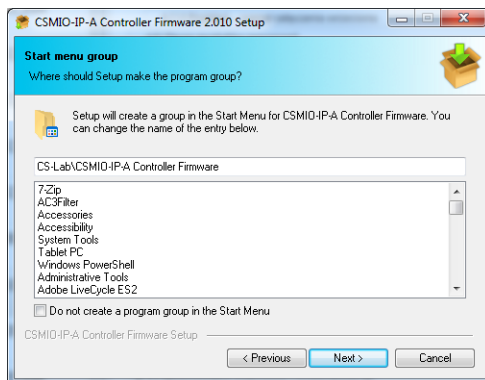 CSMIO-IP-A Controller Firmware 2.010 Setup
Start menu group
Where should Setup make the program group?
Setup will create a group in the Start Menu for CSMIO-IP-A Controller Firmware. You
can change the name of the entry below.
CS-Lab\CSMIO-IP-A Controller Firmware
7-Zip
AC3Filter
Accessories
Accessibility
System Tools
Tablet PC
Windows PowerShell
Administrative Tools
Adobe LiveCycle ES2
Do not create a program group in the Start Menu
CSMIO-IP-A Controller Firmware Setup
< Previous
Next >
Cancel